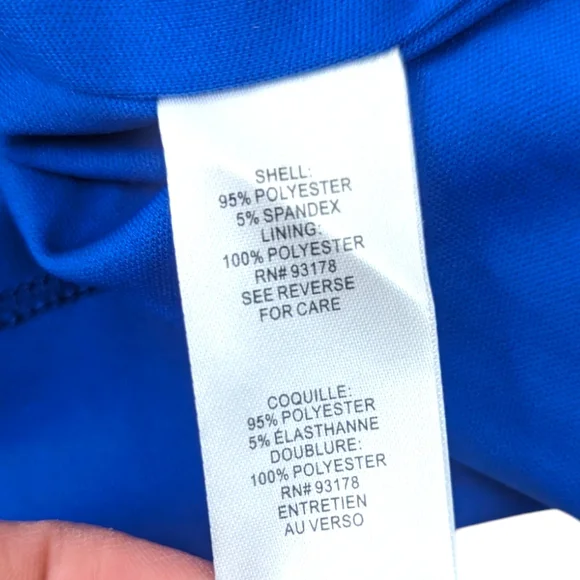 SHELL:
95% POLYESTER
5% SPANDEX
LINING:
100% POLYESTER
RN# 93178
SEE REVERSE
FOR CARE
COQUILLE:
95% POLYESTER
5% ÉLASTHANNE
DOUBLURE:
100% POLYESTER
RN# 93178
ENTRETIEN
AU VERSO